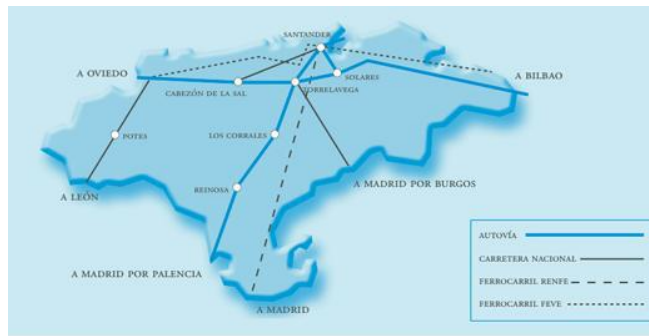 SANTANDER
A OVIEDO
SOLARES
A BILBAO
CABEZÓN DE LA SAL
TORRELAVEGA
POTES
LOS CORRALES
A LEÓN
REINOSA
A MADRID POR BURGOS
A MADRID POR PALENCIA
A MADRID
AUTOVÍA
CARRETERA NACIONAL
FERROCARRIL RENFE
FERROCARRIL FEVE